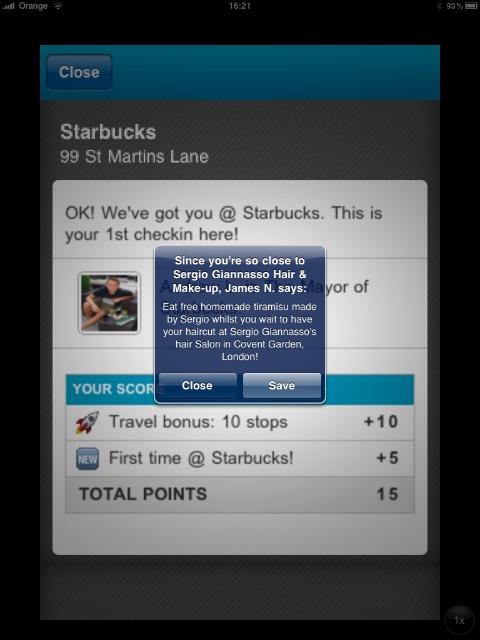 Orange 16:21 93%
Close
Starbucks
99 St Martins Lane
OK! We've got you @ Starbucks. This is
your 1st checkin here!
Since you're so close to
Sergio Giannasso Hair &
Make-up, James N. says:
Mayor of
Eat free homemade tiramisu made
by Sergio whilst you wait to have
your haircut at Sergio Giannasso's
hair Salon in Covent Garden,
London!
Close Save
YOUR SCORE
Travel bonus: 10 stops +10
NEW First time @ Starbucks! +5
TOTAL POINTS 15
1x